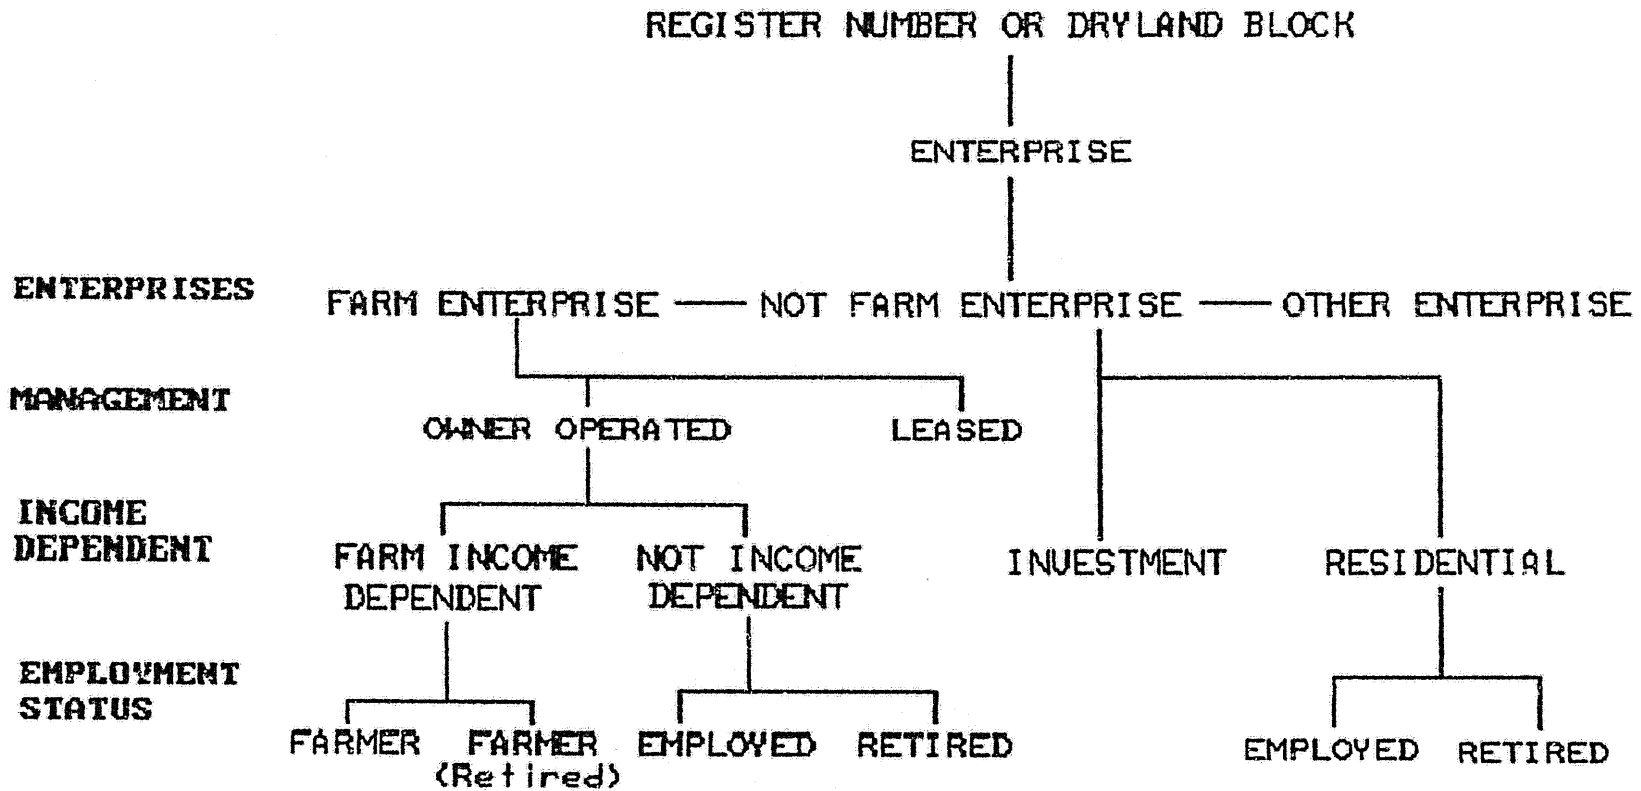 REGISTER NUMBER OR DRYLAND BLOCK
ENTERPRISE
ENTERPRISES
FARM ENTERPRISE NOT FARM ENTERPRISE OTHER ENTERPRISE
MANAGEMENT
OWNER OPERATED LEASED
INCOME
DEPENDENT
FARM INCOME NOT INCOME INVESTMENT RESIDENTIAL
DEPENDENT DEPENDENT
EMPLOYMENT
STATUS
FARMER FARMER EMPLOYED RETIRED EMPLOYED RETIRED
(Retired)